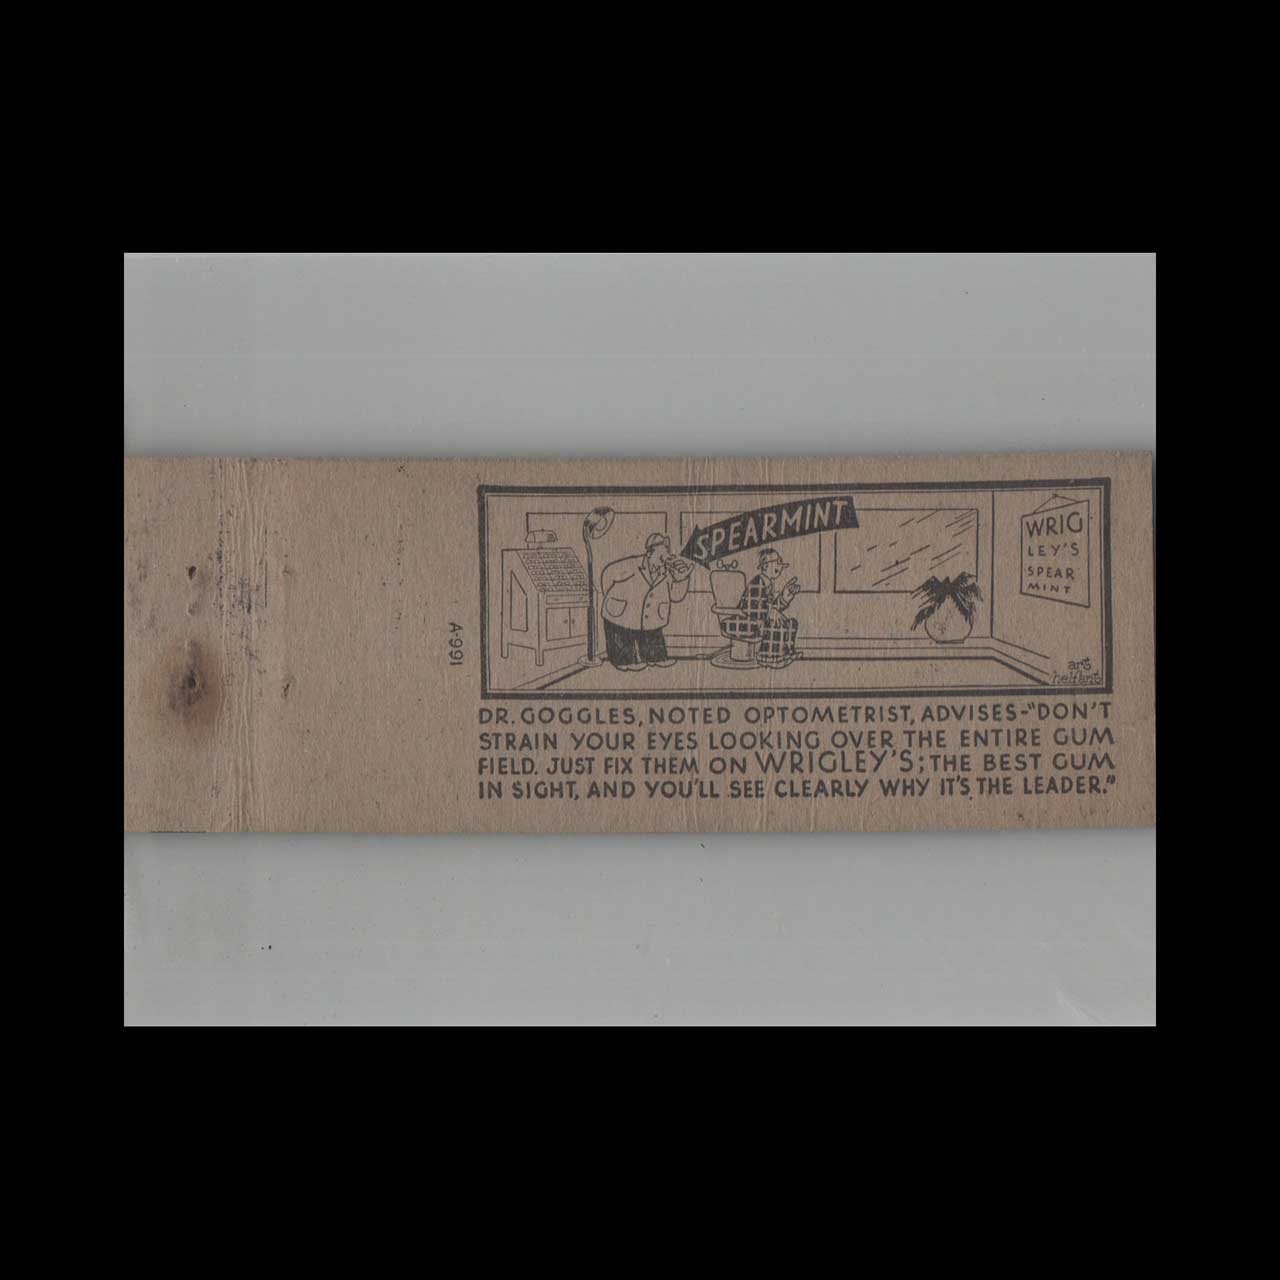 SPEARMINT
WRIG
LEY'S
SPEAR
MINT
art
helfant
A-991
DR. GOGGLES, NOTED OPTOMETRIST, ADVISES-"DON'T
STRAIN YOUR EYES LOOKING OVER THE ENTIRE GUM
FIELD. JUST FIX THEM ON WRIGLEY'S; THE BEST GUM
IN SIGHT, AND YOU'LL SEE CLEARLY WHY IT'S THE LEADER."